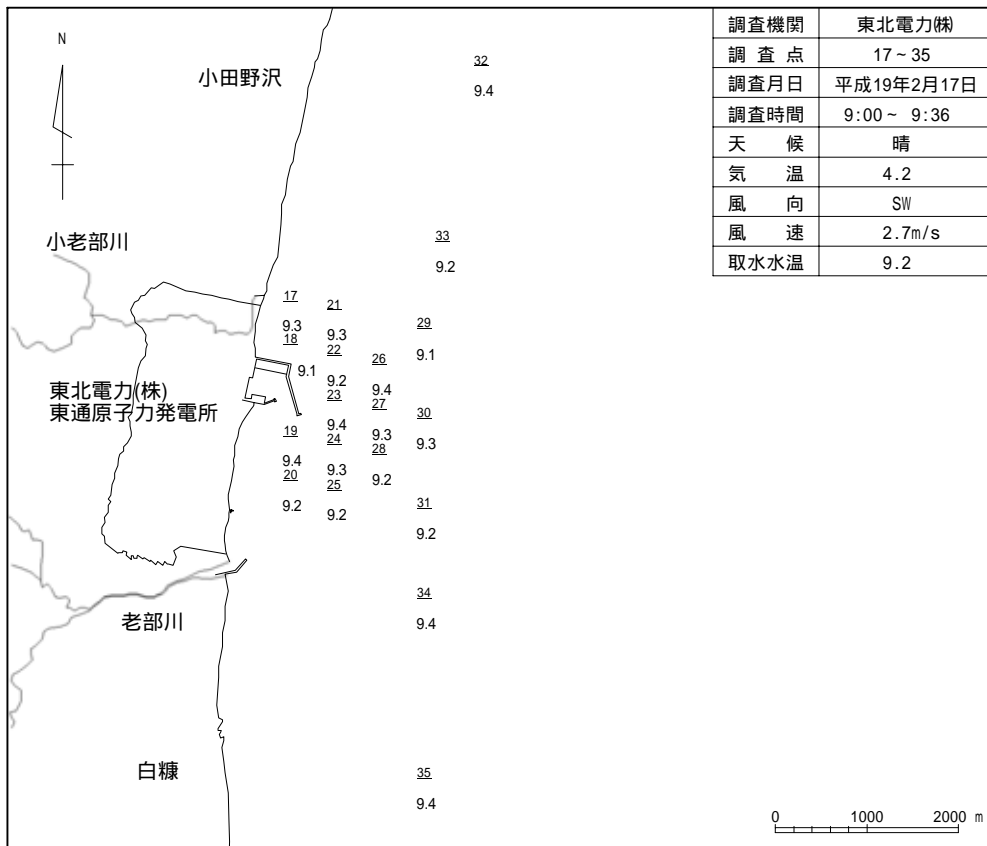 調査機関 東北電力㈱
調査点 17~35
調査月日 平成19年2月17日
調査時間 9:00~ 9:36
天候 晴
気温 4.2
風向 SW
風速 2.7m/s
取水水温 9.2
N
小田野沢
32
9.4
小老部川
33
9.2
17
9.3
21
9.3
29
9.1
18
9.1
22
9.2
26
9.4
東北電力(株)
東通原子力発電所
23
9.4
27
9.3
30
9.3
19
9.4
24
9.3
28
9.2
20
9.2
25
9.2
31
9.2
34
9.4
老部川
白糠
35
9.4
0 1000 2000 m